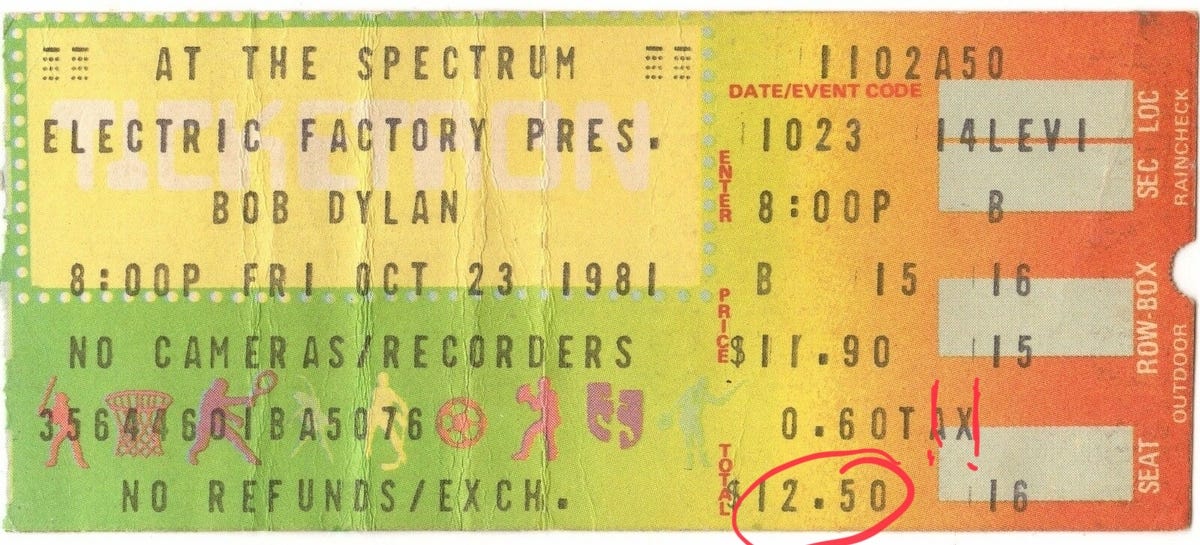 AT THE SPECTRUM
TICKETRON
ELECTRIC FACTORY PRES.
BOB DYLAN
8:00P FRI OCT 23 1981
NO CAMERAS/RECORDERS
35644601BA5076
NO REFUNDS/EXCH.
1102A50
DATE/EVENT CODE
1023 14LEV1
ENTER
8:00P B
B 15 16
PRICE
$11.90 15
0.60TAX
!!
TOTAL
$12.50 16
LOC
SEC
ROW-BOX
SEAT
RAINCHECK
OUTDOOR